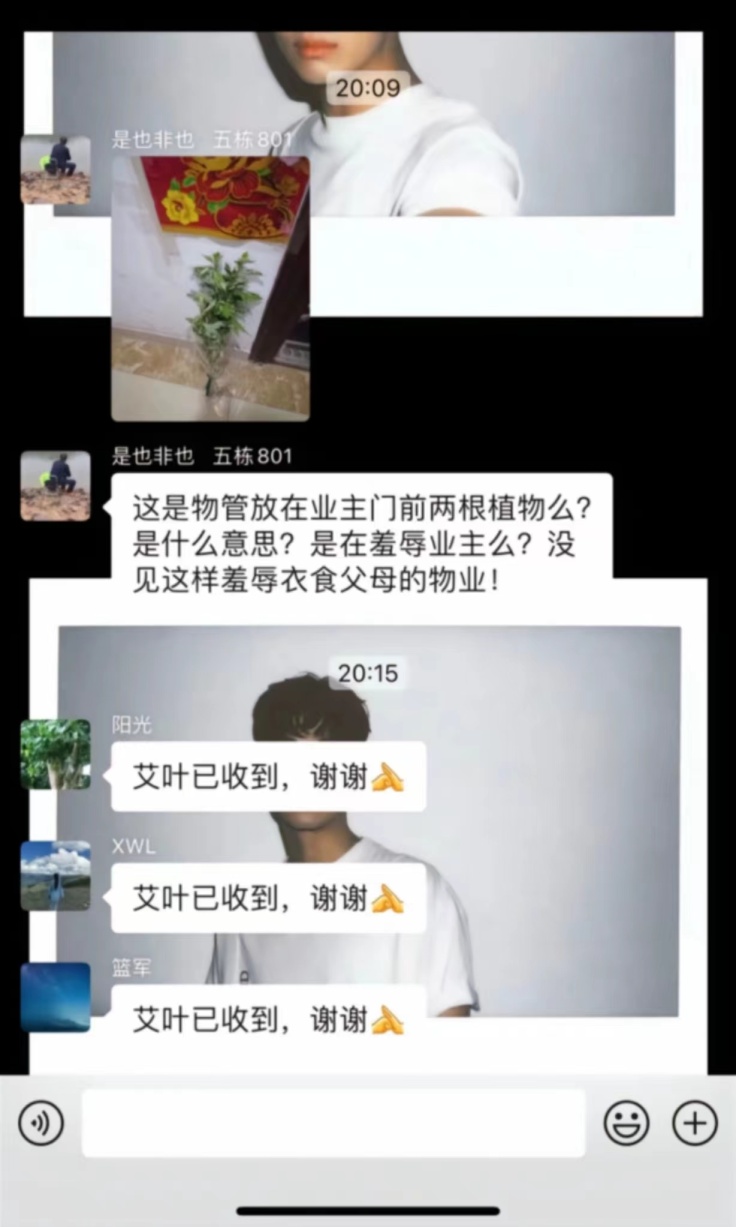 20:09
是也非也 五栋801
是也非也 五栋801
这是物管放在业主门前两根植物么?
是什么意思？是在羞辱业主么？没
见这样羞辱衣食父母的物业！
20:15
阳光
艾叶已收到，谢谢
XWL
艾叶已收到，谢谢
篮军
艾叶已收到，谢谢